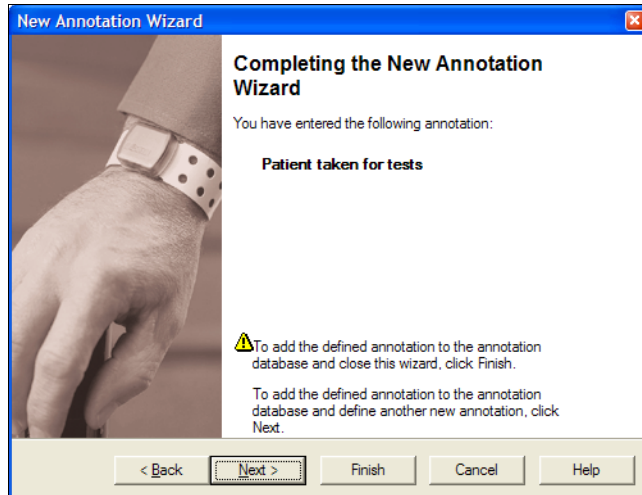 New Annotation Wizard
Completing the New Annotation
Wizard
You have entered the following annotation:
Patient taken for tests
To add the defined annotation to the annotation
database and close this wizard, click Finish.
To add the defined annotation to the annotation
database and define another new annotation, click
Next.
< Back
Next >
Finish
Cancel
Help